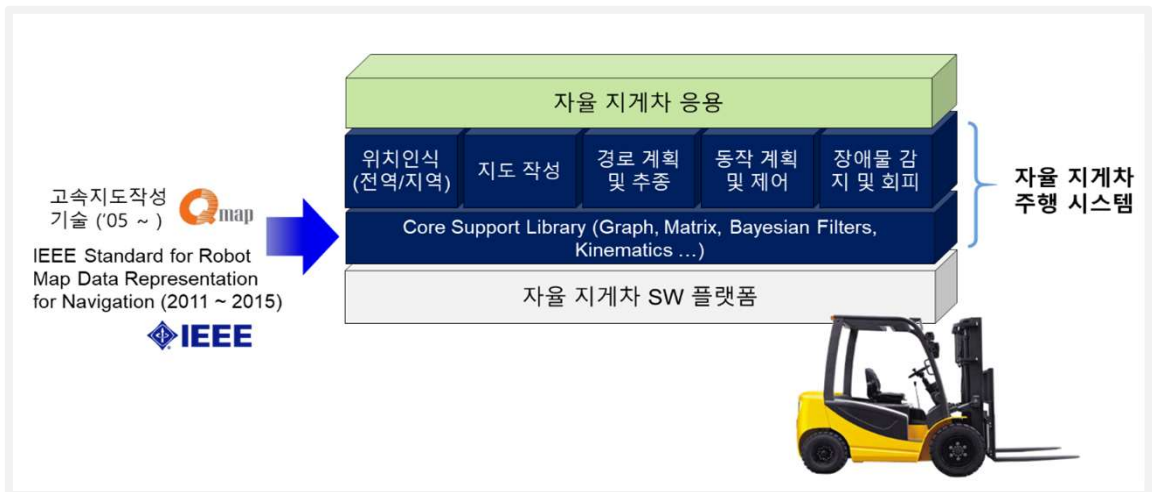 자율 지게차 응용
위치인식
(전역/지역)
지도 작성
경로 계획
및 추종
동작 계획
및 제어
장애물 감
지 및 회피
Core Support Library (Graph, Matrix, Bayesian Filters,
Kinematics …)
자율 지게차 SW 플랫폼
자율 지게차
주행 시스템
고속지도작성
기술 (‘05 ~ )
Qmap
IEEE Standard for Robot
Map Data Representation
for Navigation (2011 ~ 2015)
IEEE